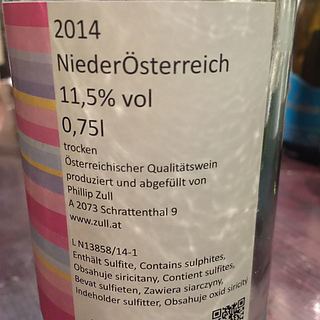 2014
NiederÖsterreich
11,5% vol
0,75l
trocken
Österreichischer Qualitätswein
produziert und abgefüllt von
Phillip Zull
A 2073 Schrattenthal 9
www.zull.at
L N13858/14-1
Enthält Sulfite, Contains sulphites,
Obsahuje siricitany, Contient sulfites,
Bevat sulfieten, Zawiera siarczyny,
Indeholder sulfitter, Obsahuje oxid siricity